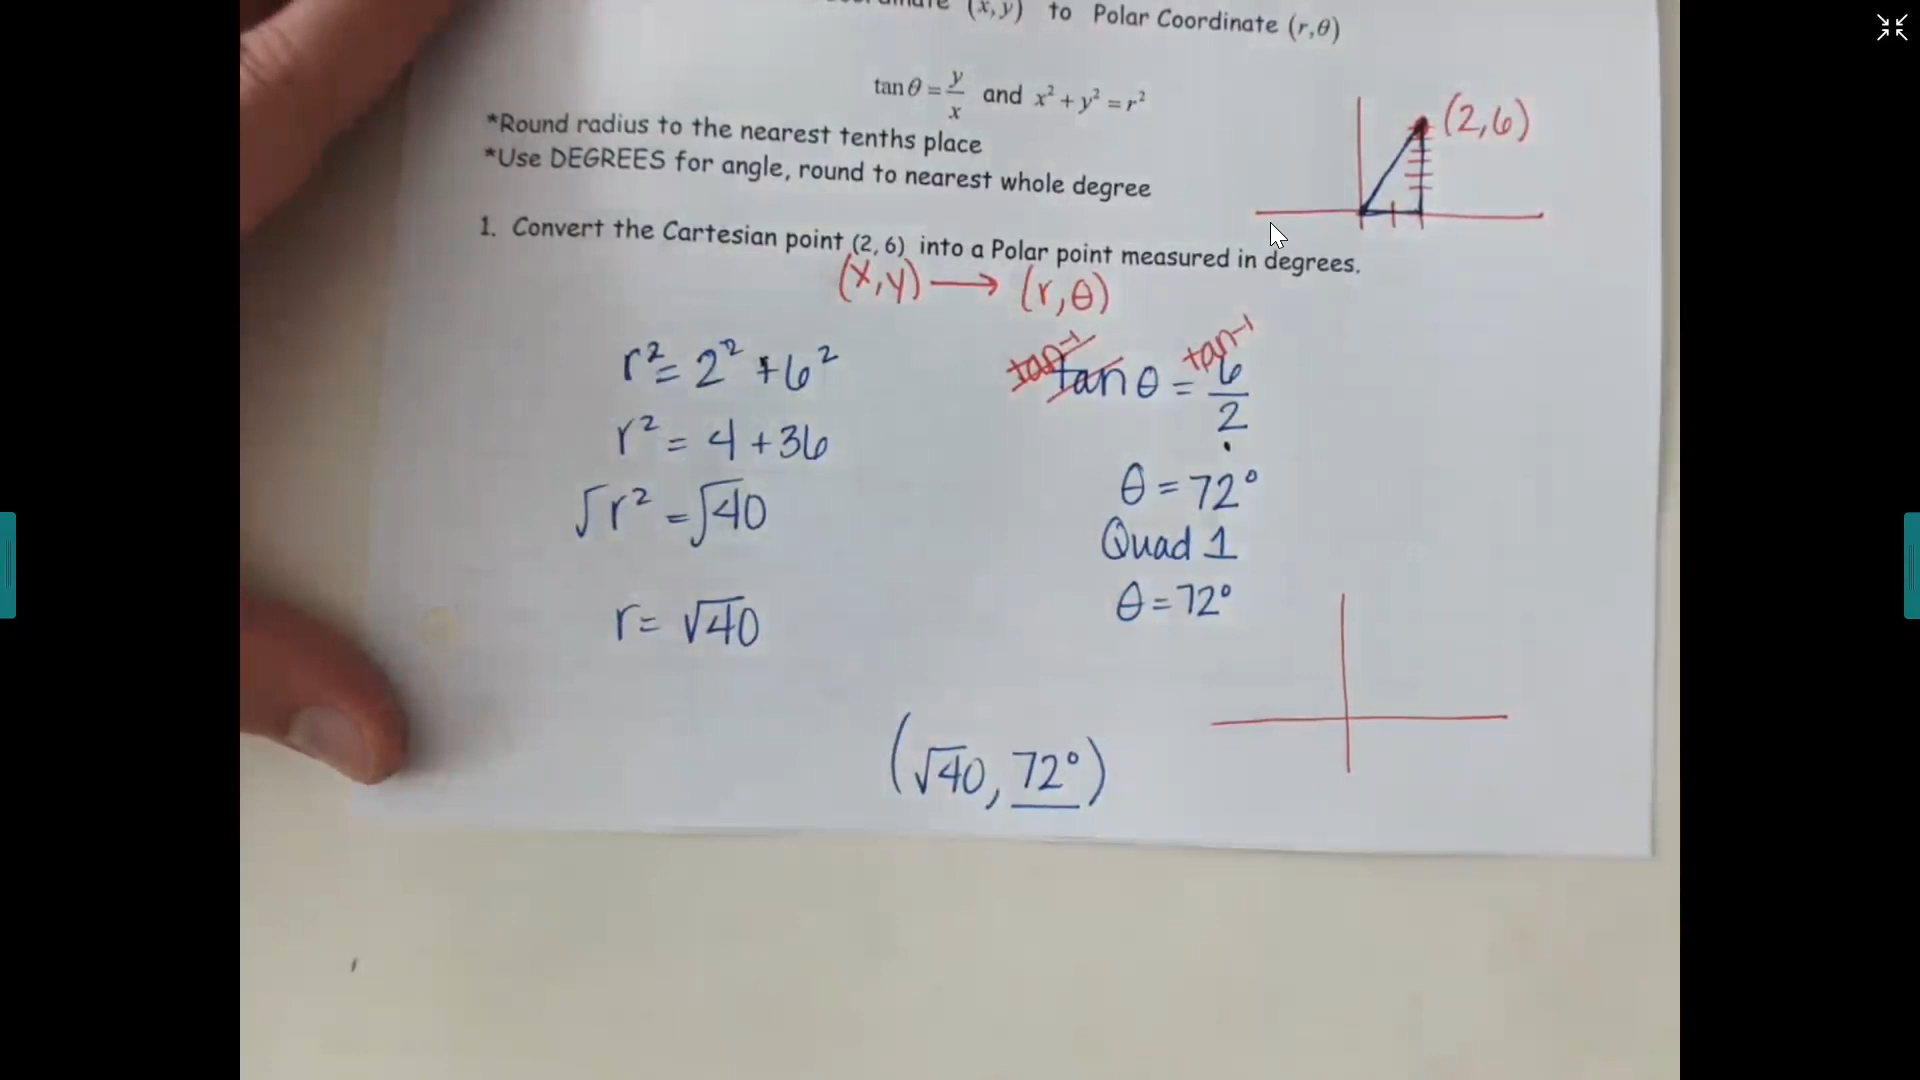 (x,y) to Polar Coordinate (r,θ)
tanθ = y/x and x² + y² = r²
*Round radius to the nearest tenths place
*Use DEGREES for angle, round to nearest whole degree
(2,6)
1. Convert the Cartesian point (2, 6) into a Polar point measured in degrees.
(x,y) → (r,θ)
r² = 2² + 6²
r² = 4 + 36
√r² = √40
r = √40
tan⁻¹ tan θ = tan⁻¹ 6/2
θ = 72°
Quad 1
θ = 72°
(√40, 72°)